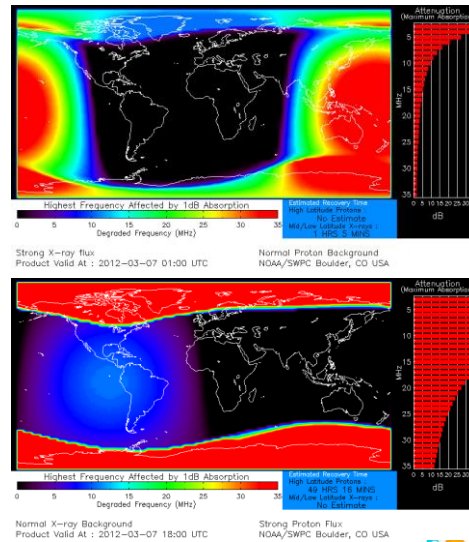 Attenuation
(Maximum Absorption)
5
10
15
20
25
30
35
MHz
0 5 10 15 20 25 30 35
dB
Highest Frequency Affected by 1dB Absorption
0 5 10 15 20 25 30 35
Degraded Frequency (MHz)
Estimated Recovery Time
High Latitude Protons :
No Estimate
Mid/Low Latitude X-rays :
1 HRS 5 MINS
Strong X-ray flux
Normal Proton Background
Product Valid At : 2012-03-07 01:00 UTC
NOAA/SWPC Boulder, CO USA
Attenuation
(Maximum Absorption)
5
10
15
20
25
30
35
MHz
0 5 10 15 20 25 30 35
dB
Highest Frequency Affected by 1dB Absorption
0 5 10 15 20 25 30 35
Degraded Frequency (MHz)
Estimated Recovery Time
High Latitude Protons :
49 HRS 16 MINS
Mid/Low Latitude X-rays :
No Estimate
Normal X-ray Background
Strong Proton Flux
Product Valid At : 2012-03-07 18:00 UTC
NOAA/SWPC Boulder, CO USA